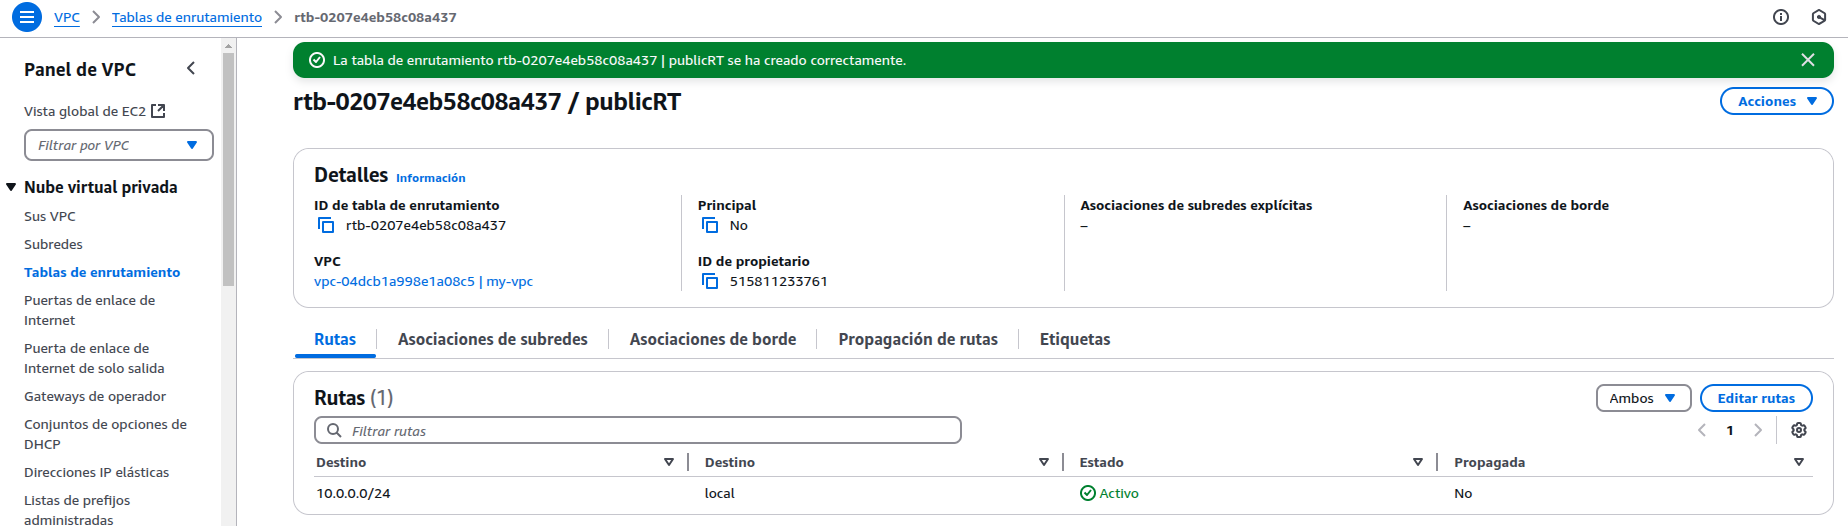 VPC > Tablas de enrutamiento > rtb-0207e4eb58c08a437
Panel de VPC
Vista global de EC2
Filtrar por VPC
Nube virtual privada
Sus VPC
Subredes
Tablas de enrutamiento
Puertas de enlace de
Internet
Puerta de enlace de
Internet de solo salida
Gateways de operador
Conjuntos de opciones de
DHCP
Direcciones IP elásticas
Listas de prefijos
administradas
La tabla de enrutamiento rtb-0207e4eb58c08a437 | publicRT se ha creado correctamente.
rtb-0207e4eb58c08a437 / publicRT
Acciones
Detalles Información
ID de tabla de enrutamiento
rtb-0207e4eb58c08a437
Principal
No
Asociaciones de subredes explícitas
–
Asociaciones de borde
–
VPC
vpc-04dcb1a998e1a08c5 | my-vpc
ID de propietario
515811233761
Rutas Asociaciones de subredes Asociaciones de borde Propagación de rutas Etiquetas
Rutas (1)
Ambos Editar rutas
Filtrar rutas
1
Destino Destino Estado Propagada
10.0.0.0/24 local Activo No